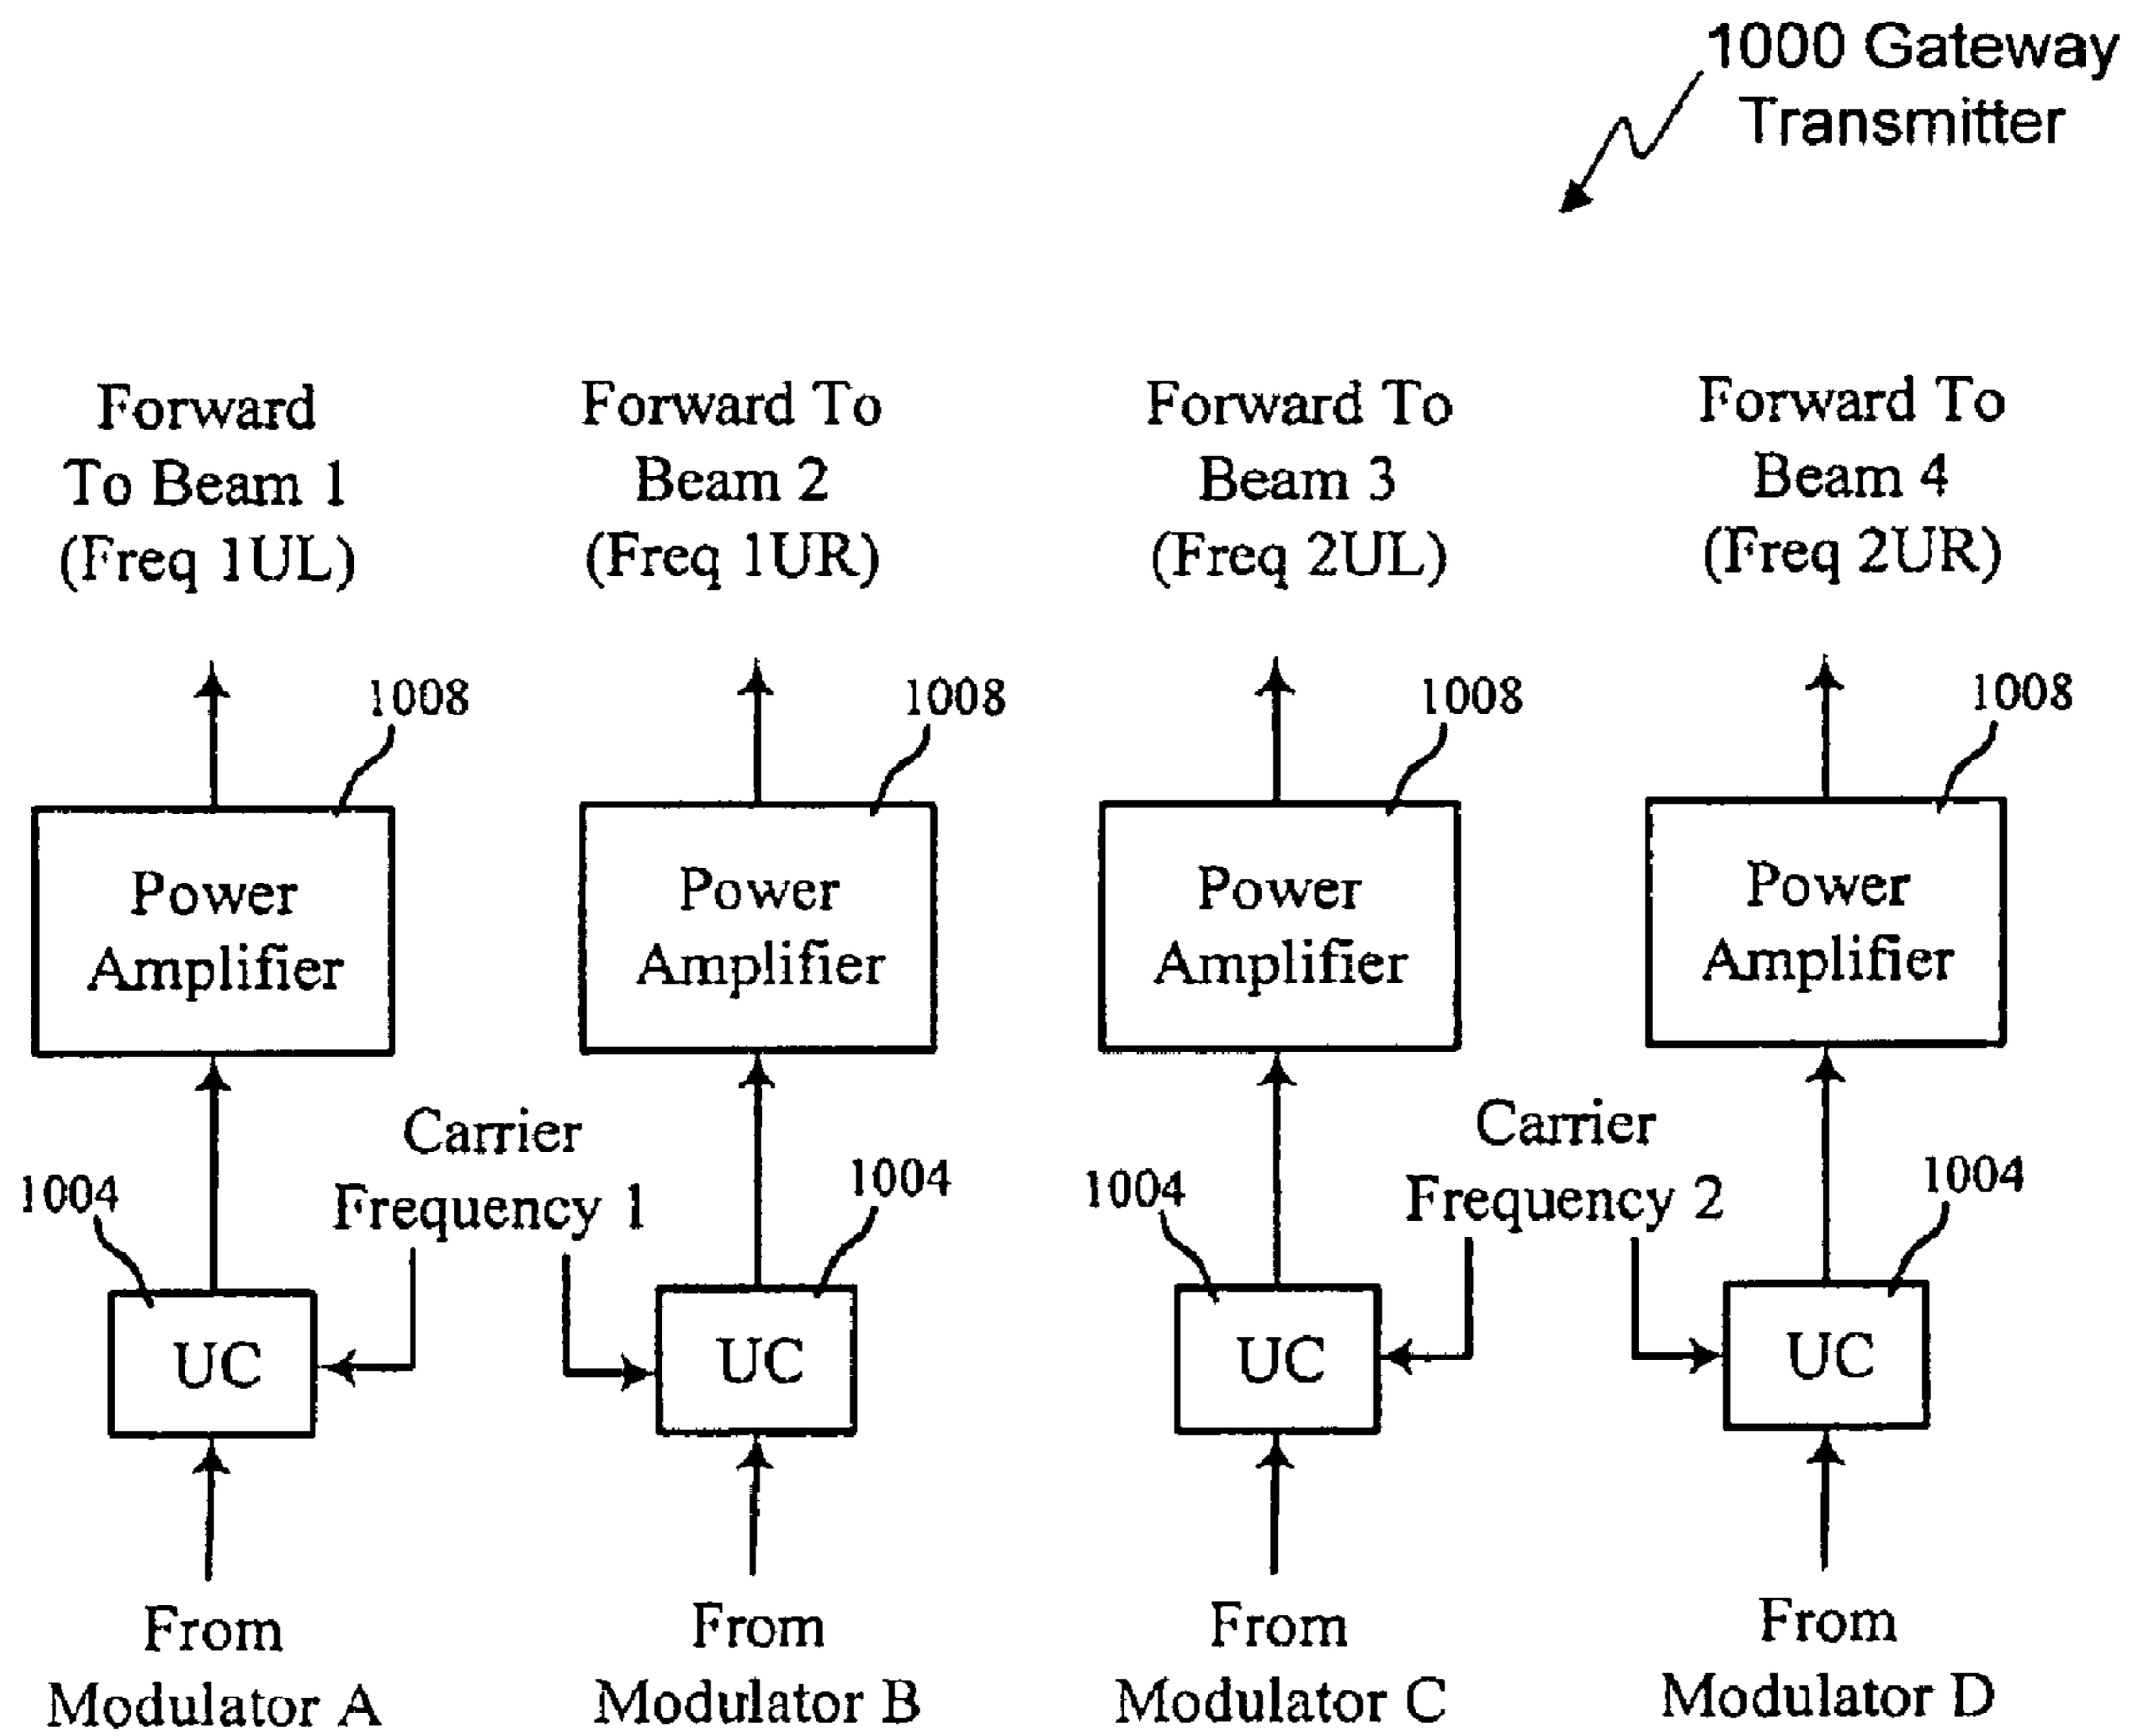 1000 Gateway
Transmitter
Forward
To Beam 1
(Freq 1UL)
Forward To
Beam 2
(Freq 1UR)
Forward To
Beam 3
(Freq 2UL)
Forward To
Beam 4
(Freq 2UR)
1008
1008
1008
1008
Power
Amplifier
Power
Amplifier
Power
Amplifier
Power
Amplifier
1004
Carrier
Frequency 1
1004
1004
Carrier
Frequency 2
1004
UC
UC
UC
UC
From
Modulator A
From
Modulator B
From
Modulator C
From
Modulator D